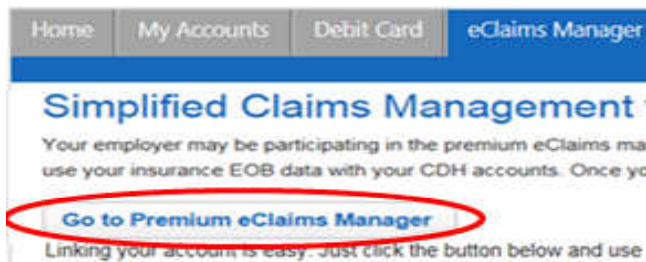 Home My Accounts Debit Card eClaims Manager
Simplified Claims Management
Your employer may be participating in the premium eClaims ma
use your insurance EOB data with your CDH accounts. Once yo
Go to Premium eClaims Manager
Linking your account is easy. Just click the button below and use